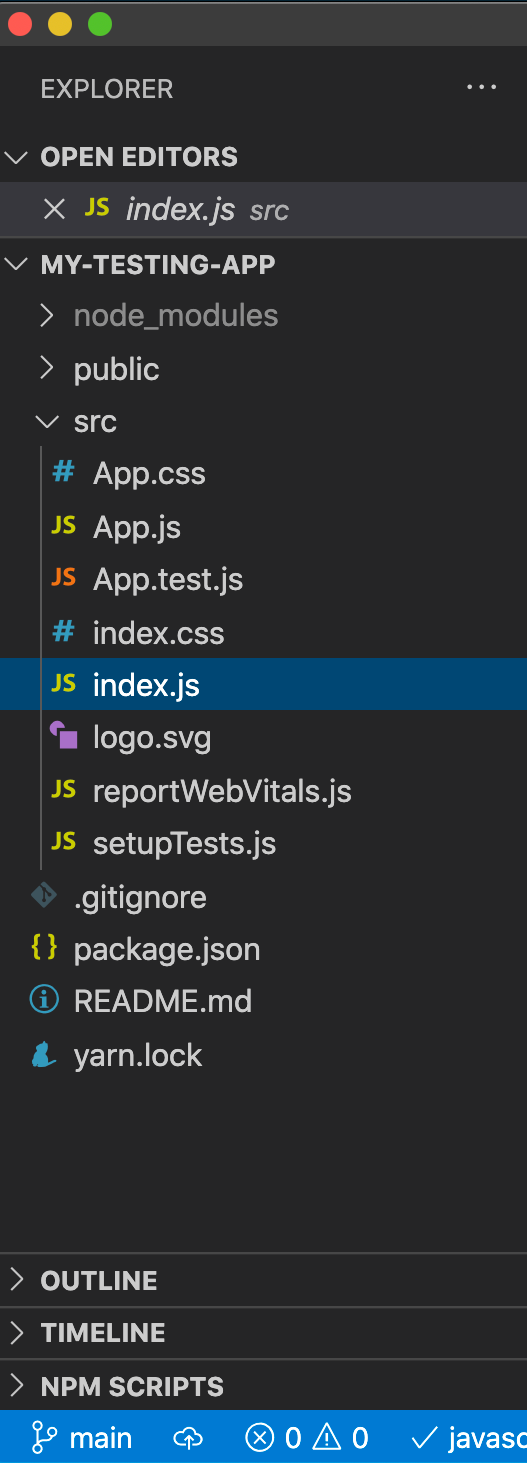 EXPLORER ...
OPEN EDITORS
JS index.js src
MY-TESTING-APP
node_modules
public
src
# App.css
JS App.js
JS App.test.js
# index.css
JS index.js
logo.svg
JS reportWebVitals.js
JS setupTests.js
.gitignore
{} package.json
README.md
yarn.lock
OUTLINE
TIMELINE
NPM SCRIPTS
main 0 0 javasc